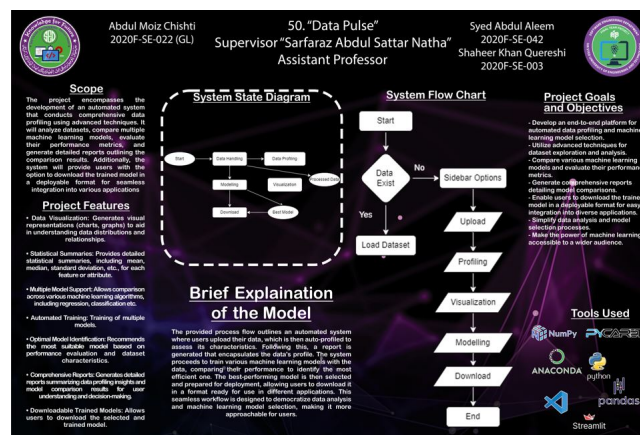 Abdul Moiz Chishti
2020F-SE-022 (GL)
50. "Data Pulse"
Supervisor "Sarfaraz Abdul Sattar Natha"
Assistant Professor
Syed Abdul Aleem
2020F-SE-042
Shaheer Khan Quereshi
2020F-SE-003
Scope
The project encompasses the
development of an automated system
that conducts comprehensive data
profiling using advanced techniques. It
will analyze datasets, compare multiple
machine learning models, evaluate
their performance metrics, and
generate detailed reports outlining the
comparison results. Additionally, the
system will provide users with the
option to download the trained model in
a deployable format for seamless
integration into various applications
Project Features
• Data Visualization: Generates visual
representations (charts, graphs) to aid
in understanding data distributions and
relationships.
• Statistical Summaries: Provides detailed
statistical summaries, including mean,
median, standard deviation, etc., for each
feature or attribute.
• Multiple Model Support: Allows comparison
across various machine learning algorithms,
including regression, classification etc.
• Automated Training: Training of multiple
models.
• Optimal Model Identification: Recommends
the most suitable model based on
performance evaluation and dataset
characteristics.
• Comprehensive Reports: Generates detailed
reports summarizing data profiling insights and
model comparison results for user
understanding and decision-making.
• Downloadable Trained Models: Allows
users to download the selected and
trained model.
System State Diagram
Start
Data Handling
Data Profiling
Processed Data
Modelling
Visualization
Download
Best Model
Brief Explaination
of the Model
The provided process flow outlines an automated system
where users upload their data, which is then auto-profiled to
assess its characteristics. Following this, a report is
generated that encapsulates the data's profile. The system
proceeds to train various machine learning models with the
data, comparing their performance to identify the most
efficient one. The best-performing model is then selected
and prepared for deployment, allowing users to download it
in a format ready for use in different applications. This
seamless workflow is designed to democratize data analysis
and machine learning model selection, making it more
approachable for users.
System Flow Chart
Start
Data
Exist
No
Sidebar Options
Yes
Load Dataset
Upload
Profiling
Visualization
Modelling
Download
End
Project Goals
and Objectives
- Develop an end-to-end platform for
automated data profiling and machine
learning model selection.
- Utilize advanced techniques for
dataset exploration and analysis.
- Compare various machine learning
models and evaluate their performance
metrics.
- Generate comprehensive reports
detailing model comparisons.
- Enable users to download the trained
model in a deployable format for easy
integration into diverse applications.
- Simplify data analysis and model
selection processes.
- Make the power of machine learning
accessible to a wider audience.
Tools Used
NumPy
PYCARET
ANACONDA
python
pandas
Streamlit